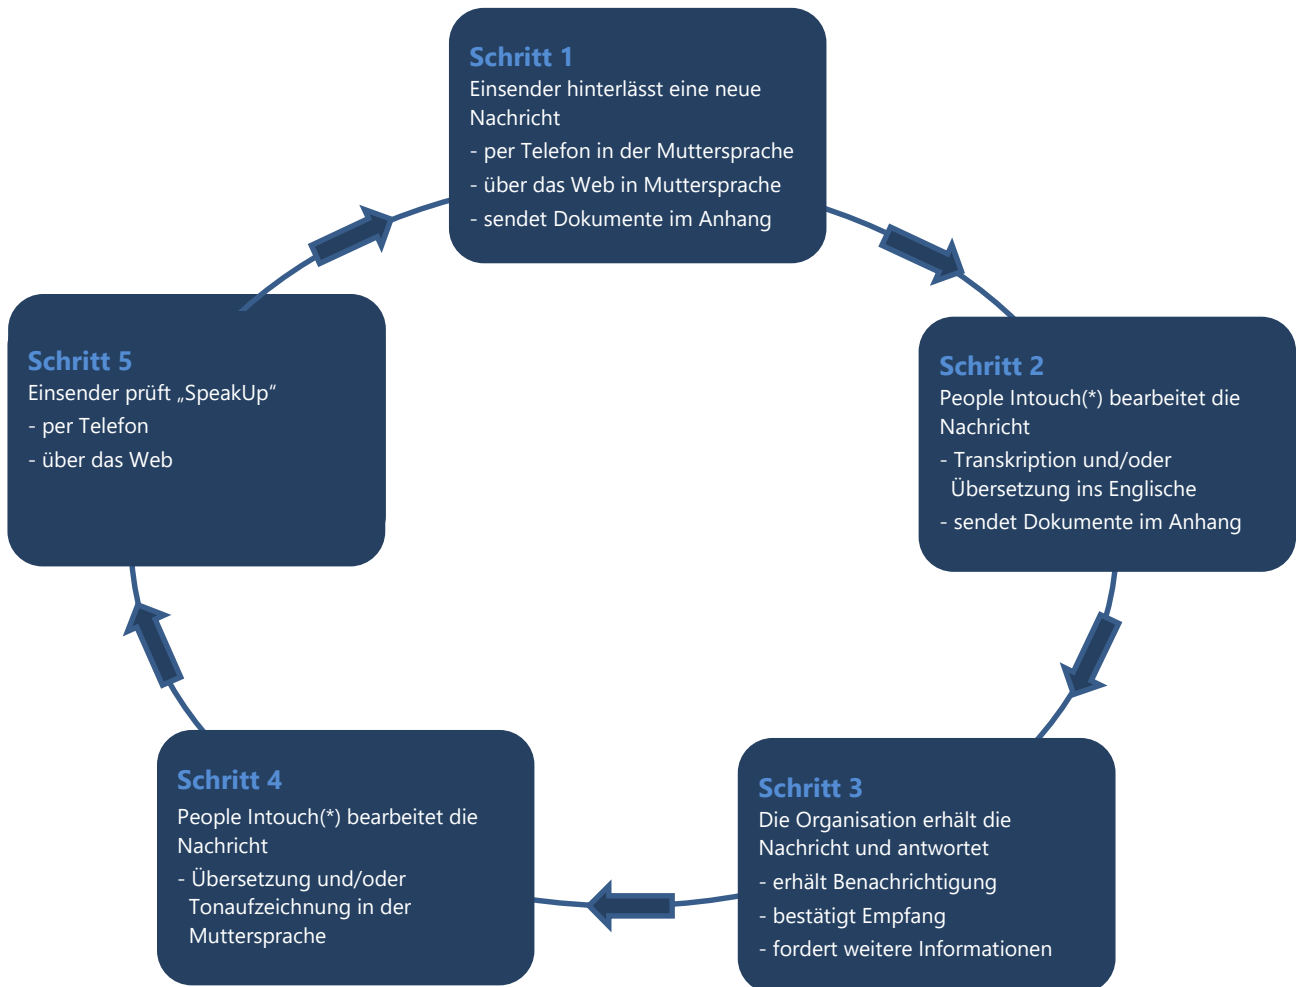 Schritt 1
Einsender hinterlässt eine neue
Nachricht
- per Telefon in der Muttersprache
- über das Web in Muttersprache
- sendet Dokumente im Anhang
Schritt 2
People Intouch(*) bearbeitet die
Nachricht
- Transkription und/oder
Übersetzung ins Englische
- sendet Dokumente im Anhang
Schritt 3
Die Organisation erhält die
Nachricht und antwortet
- erhält Benachrichtigung
- bestätigt Empfang
- fordert weitere Informationen
Schritt 4
People Intouch(*) bearbeitet die
Nachricht
- Übersetzung und/oder
Tonaufzeichnung in der
Muttersprache
Schritt 5
Einsender prüft „SpeakUp“
- per Telefon
- über das Web